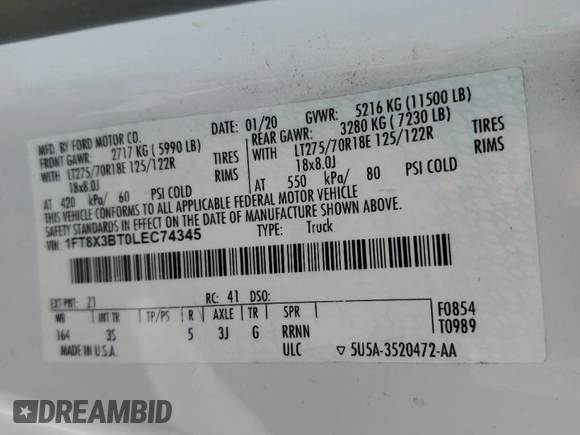 MFD. BY FORD MOTOR CO.
01/20 GVWR: 5216 KG (11500 LB)
FRONT GAWR: 2717 KG ( 5990 LB)
REAR GAWR: 3280 KG ( 7230 LB)
WITH LT275/70R18E 125/122R TIRES
WITH LT275/70R18E 125/122R TIRES
18x8.0J RIMS
18x8.0J RIMS
AT 420 kPa/ 60 PSI COLD
AT 550 kPa/ 80 PSI COLD
THIS VEHICLE CONFORMS TO ALL APPLICABLE FEDERAL MOTOR VEHICLE
SAFETY STANDARDS IN EFFECT ON THE DATE OF MANUFACTURE SHOWN ABOVE.
VIN: 1FT8X3BT0LEC74345
TYPE: Truck
EXT PNT: Z1 RC: 41 DSO:
WB INT TR TP/PS R AXLE TR SPR
164 3S 5 3J G RRNN
F0854
T0989
MADE IN U.S.A. ULC ▽ 5U5A-3520472-AA
DREAMBID